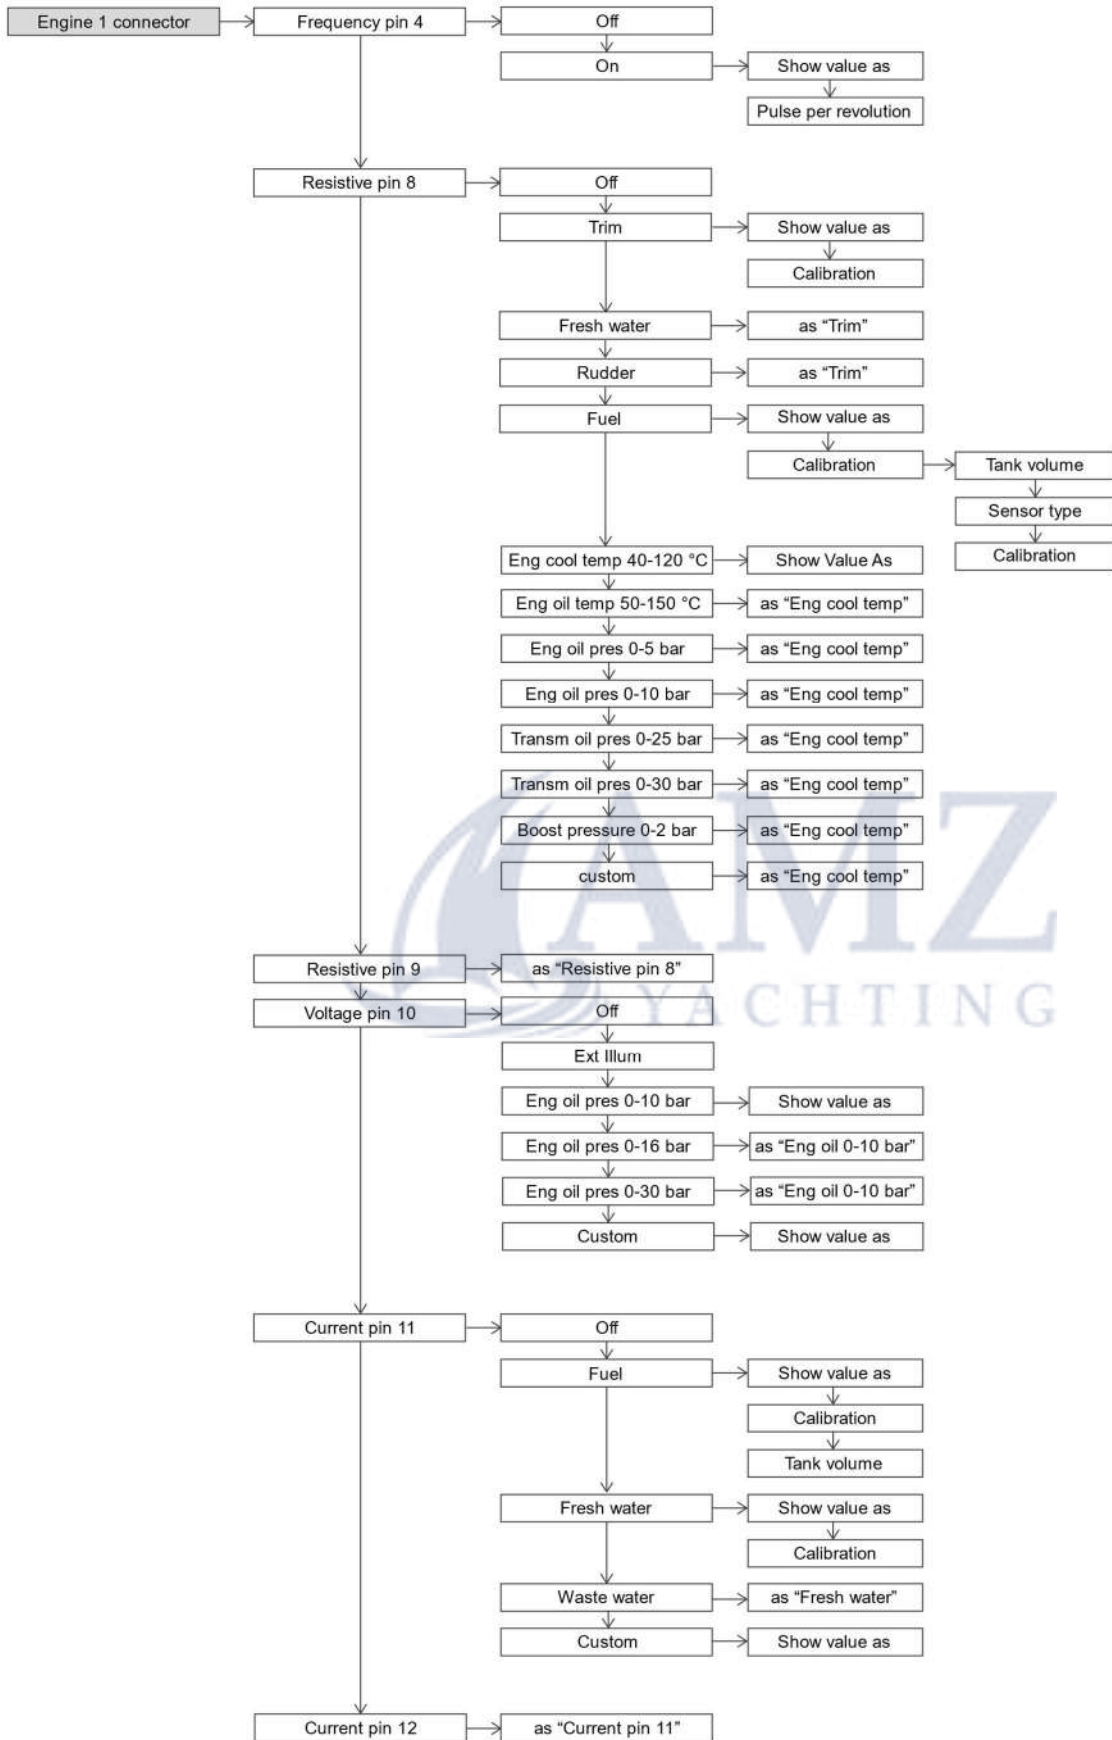 Engine 1 connector
Frequency pin 4
Off
On
Show value as
Pulse per revolution
Resistive pin 8
Off
Trim
Show value as
Calibration
Fresh water
as “Trim”
Rudder
as “Trim”
Fuel
Show value as
Calibration
Tank volume
Sensor type
Calibration
Eng cool temp 40-120 °C
Show Value As
Eng oil temp 50-150 °C
as “Eng cool temp”
Eng oil pres 0-5 bar
as “Eng cool temp”
Eng oil pres 0-10 bar
as “Eng cool temp”
Transm oil pres 0-25 bar
as “Eng cool temp”
Transm oil pres 0-30 bar
as “Eng cool temp”
Boost pressure 0-2 bar
as “Eng cool temp”
custom
as “Eng cool temp”
AMZ
YACHTING
Resistive pin 9
as “Resistive pin 8”
Voltage pin 10
Off
Ext Illum
Eng oil pres 0-10 bar
Show value as
Eng oil pres 0-16 bar
as “Eng oil 0-10 bar”
Eng oil pres 0-30 bar
as “Eng oil 0-10 bar”
Custom
Show value as
Current pin 11
Off
Fuel
Show value as
Calibration
Tank volume
Fresh water
Show value as
Calibration
Waste water
as “Fresh water”
Custom
Show value as
Current pin 12
as “Current pin 11”